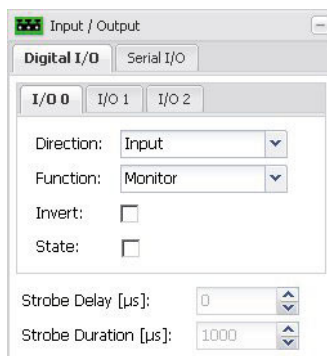 Input / Output
Digital I/O Serial I/O
I/O 0 I/O 1 I/O 2
Direction: Input
Function: Monitor
Invert:
State:
Strobe Delay [µs]: 0
Strobe Duration [µs]: 1000